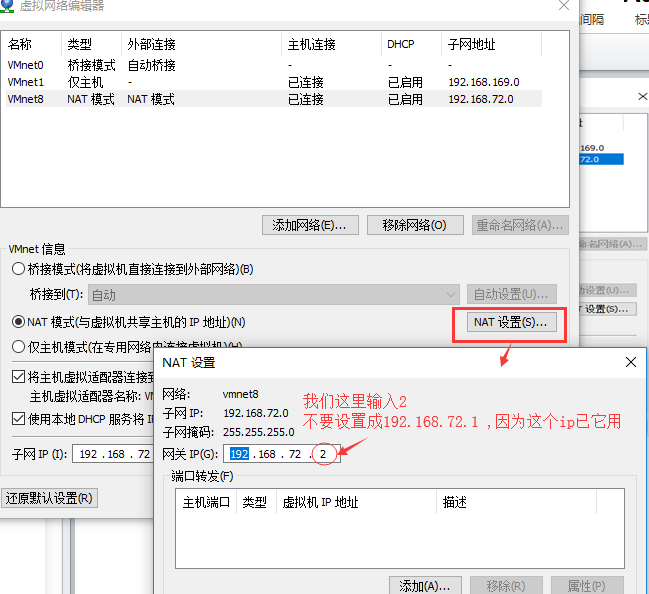 虚拟网络编辑器
间隔 标
名称 类型 外部连接 主机连接 DHCP 子网地址
VMnet0 桥接模式 自动桥接 - - -
VMnet1 仅主机... - 已连接 已启用 192.168.169.0
VMnet8 NAT 模式 NAT 模式 已连接 已启用 192.168.72.0
169.0
72.0
添加网络(E)... 移除网络(O) 重命名网络(A)...
命名网络(A)...
VMnet 信息
桥接模式(将虚拟机直接连接到外部网络)(B)
桥接到(T): 自动 自动设置(U)...
动设置(U)...
NAT 模式(与虚拟机共享主机的 IP 地址)(N) NAT 设置(S)...
T 设置(S)...
仅主机模式(在专用网络内连接虚拟机)(H)
将主机虚拟适配器连接到
主机虚拟适配器名称: VM
使用本地 DHCP 服务将 I
子网 IP (I): 192 . 168 . 72
还原默认设置(R)
NAT 设置
网络: vmnet8
子网 IP: 192.168.72.0
子网掩码: 255.255.255.0
网关 IP(G): 192 . 168 . 72 . 2
我们这里输入2
不要设置成192.168.72.1 ,因为这个ip已它用
端口转发(F)
主机端口 类型 虚拟机 IP 地址 描述
添加(A)... 移除(R) 属性(P)